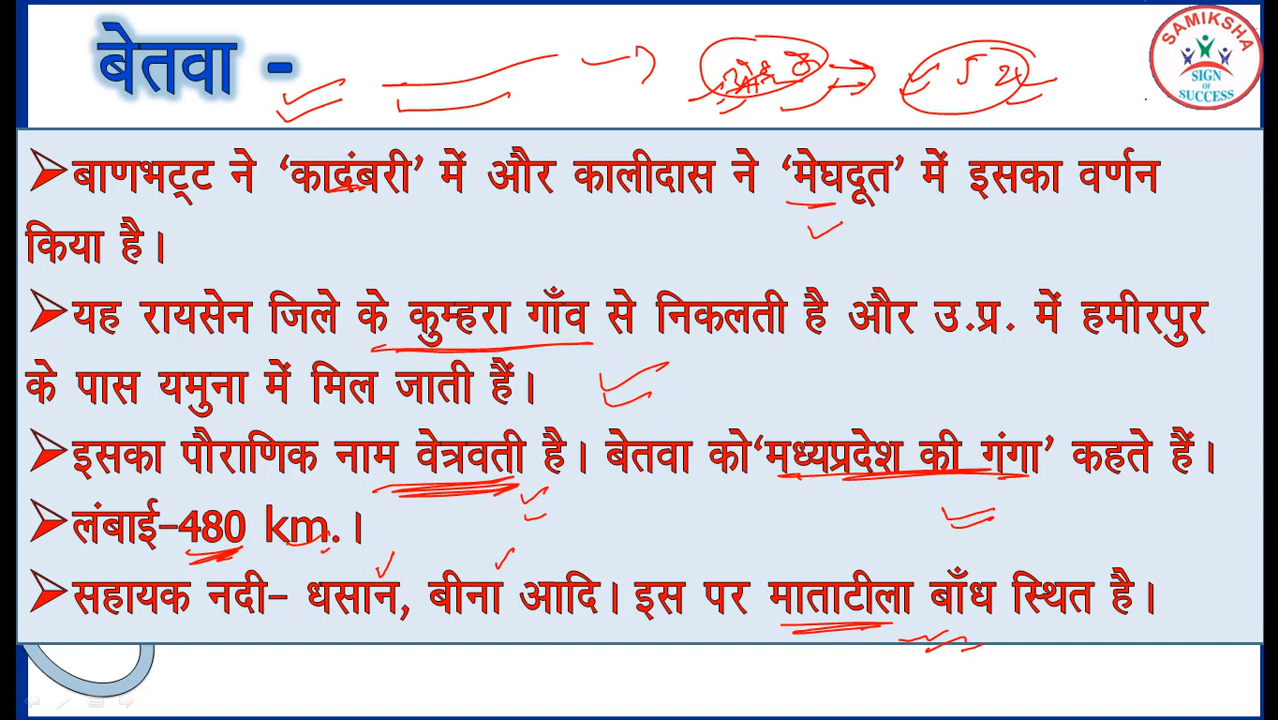 बेतवा -
SAMIKSHA
SIGN
OF
SUCCESS
➢बाणभट्ट ने ‘कादंबरी’ में और कालीदास ने ‘मेघदूत’ में इसका वर्णन
किया है।
➢यह रायसेन जिले के कुम्हरा गाँव से निकलती है और उ.प्र. में हमीरपुर
के पास यमुना में मिल जाती हैं।
➢इसका पौराणिक नाम वेत्रवती है। बेतवा को‘मध्यप्रदेश की गंगा’ कहते हैं।
➢लंबाई-480 km.।
➢सहायक नदी- धसान, बीना आदि। इस पर माताटीला बाँध स्थित है।